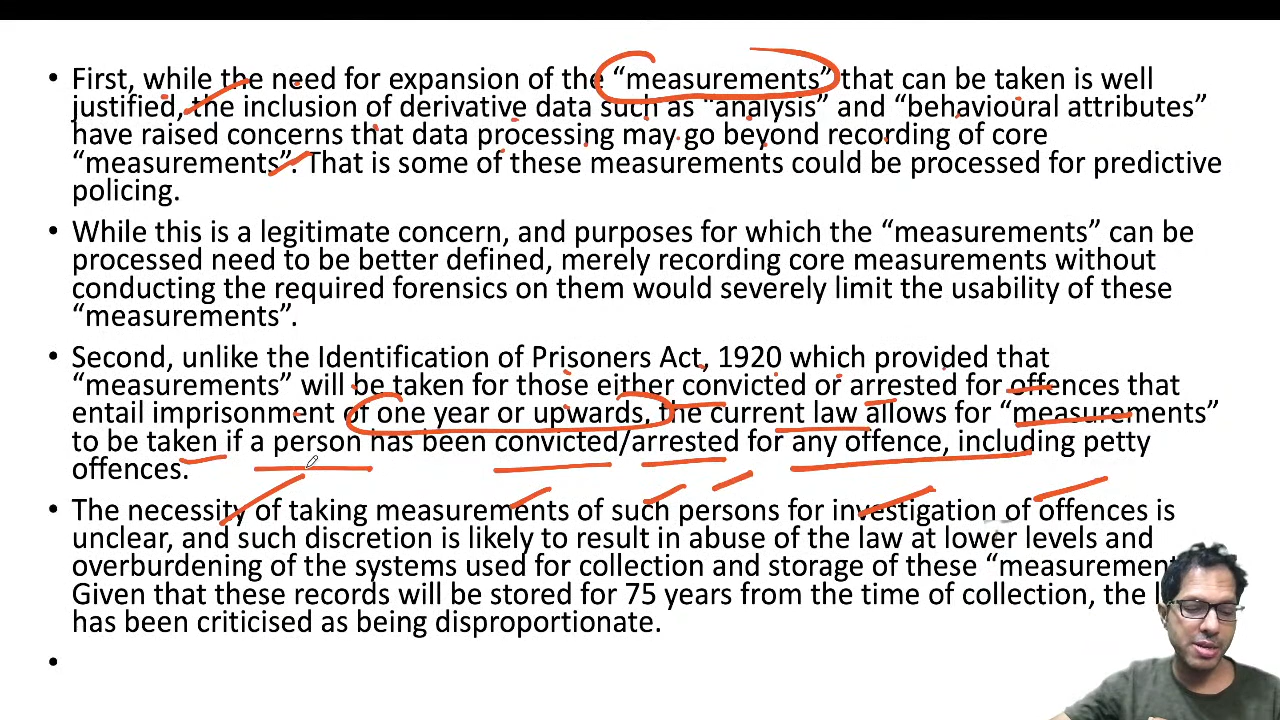 • First, while the need for expansion of the “measurements” that can be taken is well
justified, the inclusion of derivative data such as “analysis” and “behavioural attributes”
have raised concerns that data processing may go beyond recording of core
“measurements”. That is some of these measurements could be processed for predictive
policing.
• While this is a legitimate concern, and purposes for which the “measurements” can be
processed need to be better defined, merely recording core measurements without
conducting the required forensics on them would severely limit the usability of these
“measurements”.
• Second, unlike the Identification of Prisoners Act, 1920 which provided that
“measurements” will be taken for those either convicted or arrested for offences that
entail imprisonment of one year or upwards, the current law allows for “measurements”
to be taken if a person has been convicted/arrested for any offence, including petty
offences.
• The necessity of taking measurements of such persons for investigation of offences is
unclear, and such discretion is likely to result in abuse of the law at lower levels and
overburdening of the systems used for collection and storage of these “measurement
Given that these records will be stored for 75 years from the time of collection, the
has been criticised as being disproportionate.
•